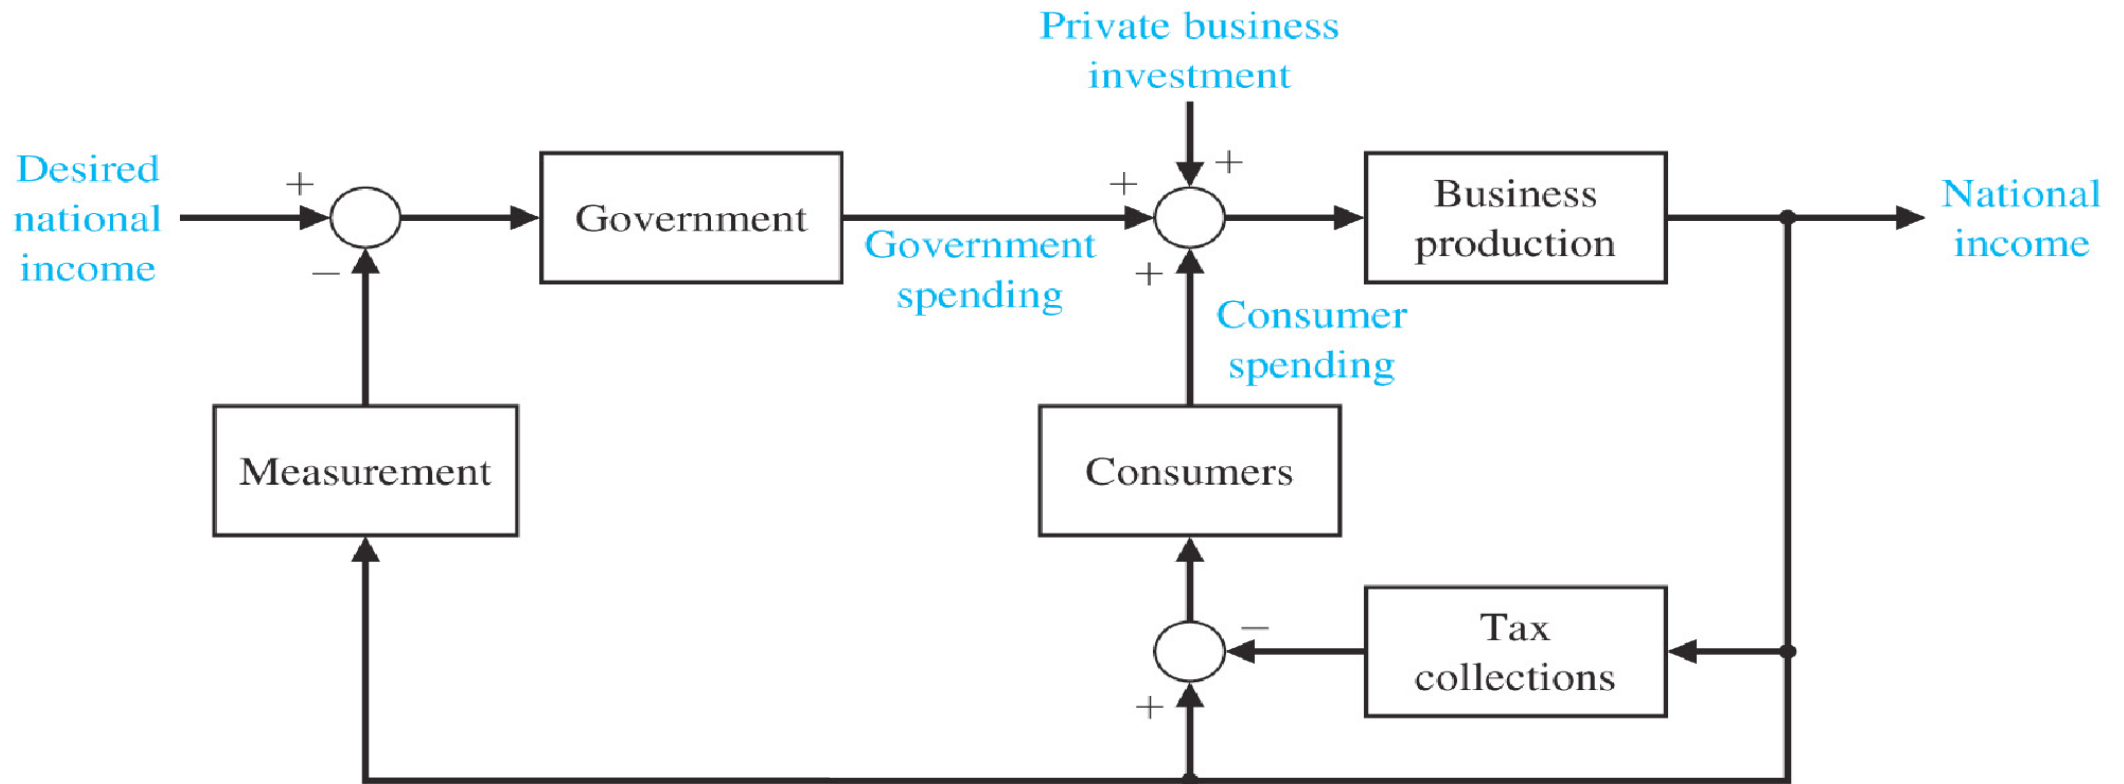 Private business
investment
Desired
national
income
+
−
Government
Government
spending
+
+
+
Business
production
National
income
Consumer
spending
Measurement
Consumers
Tax
collections
−
+